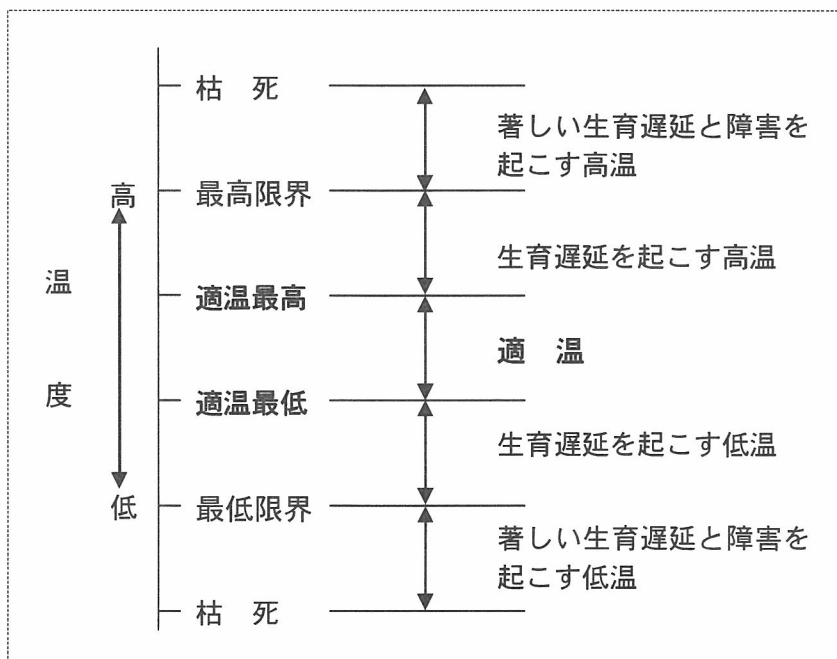 枯　死
著しい生育遅延と障害を
起こす高温
高
最高限界
生育遅延を起こす高温
温
適温最高
適　温
度
適温最低
生育遅延を起こす低温
低
最低限界
著しい生育遅延と障害を
起こす低温
枯　死